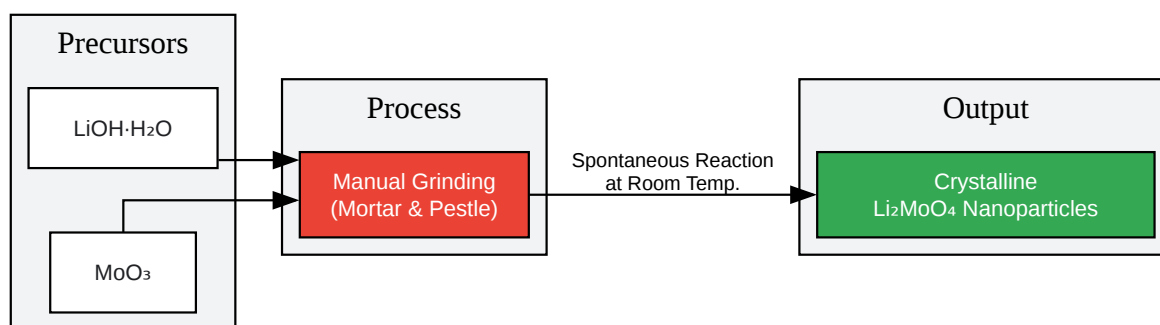 Precursors
LiOH·H₂O
MoO₃
Process
Manual Grinding
(Mortar & Pestle)
Spontaneous Reaction
at Room Temp.
Output
Crystalline
Li₂MoO₄ Nanoparticles